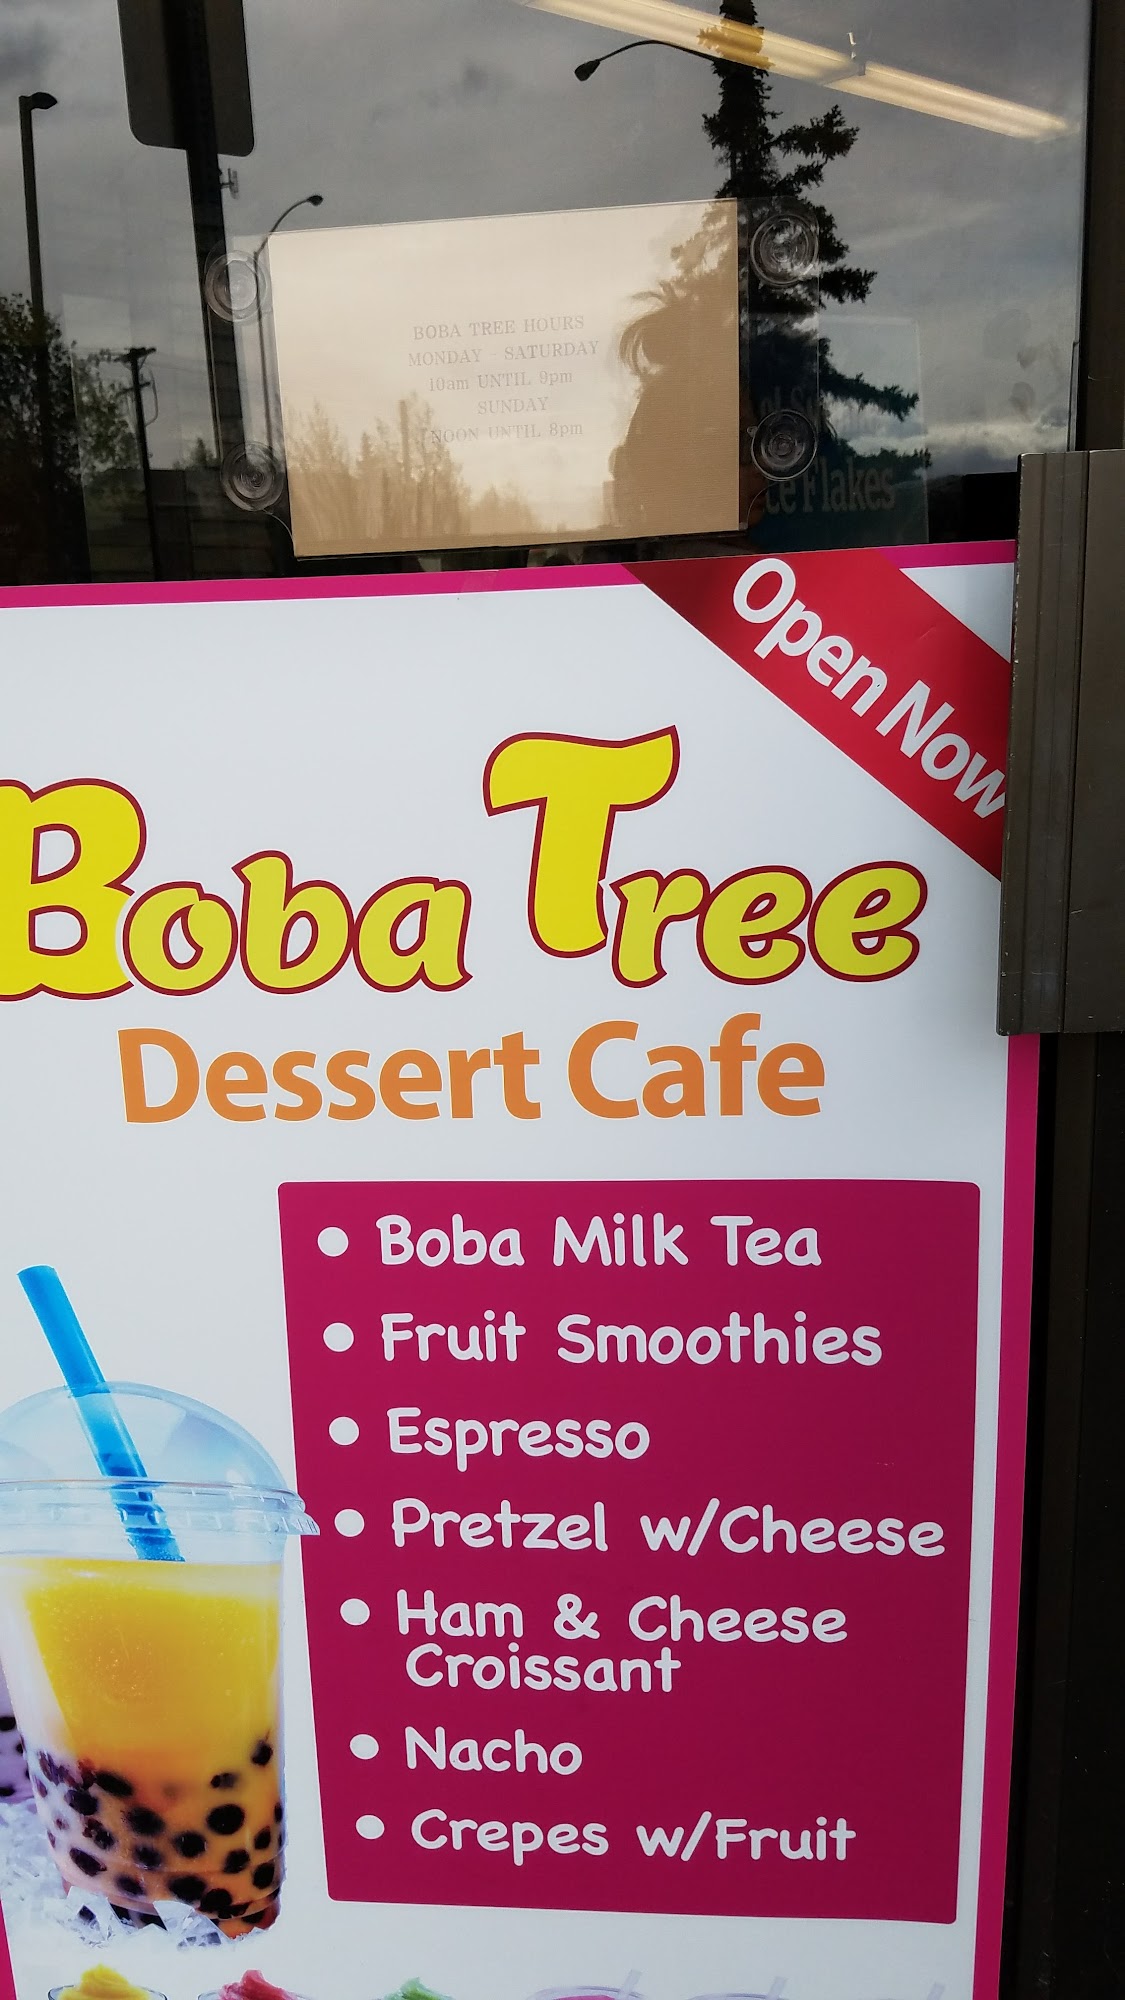 BOBA TREE HOURS
MONDAY - SATURDAY
10am UNTIL 9pm
SUNDAY
NOON UNTIL 8pm
Flakes
Open Now
Boba Tree
Dessert Cafe
• Boba Milk Tea
• Fruit Smoothies
• Espresso
• Pretzel w/Cheese
• Ham & Cheese
Croissant
• Nacho
• Crepes w/Fruit